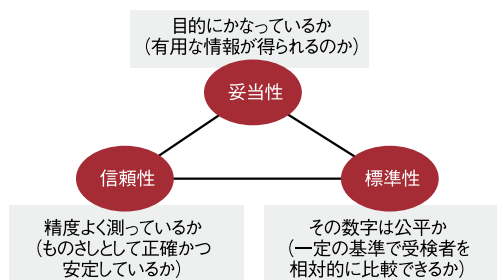 目的にかなっているか
（有用な情報が得られるのか）
妥当性
信頼性
標準性
精度よく測っているか
（ものさしとして正確かつ
安定しているか）
その数字は公平か
（一定の基準で受検者を
相対的に比較できるか）